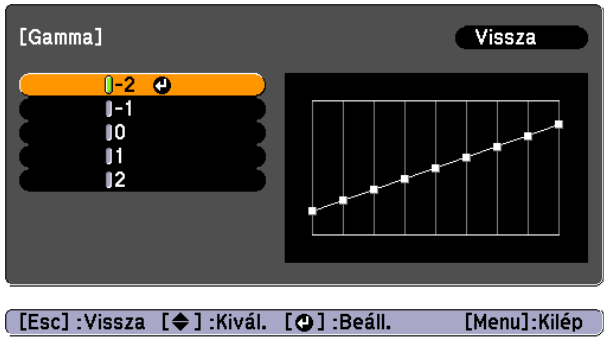 [Gamma] Vissza
-2
-1
0
1
2
[Esc] :Vissza [ ] :Kivál. [ ] :Beáll. [Menu]:Kilép